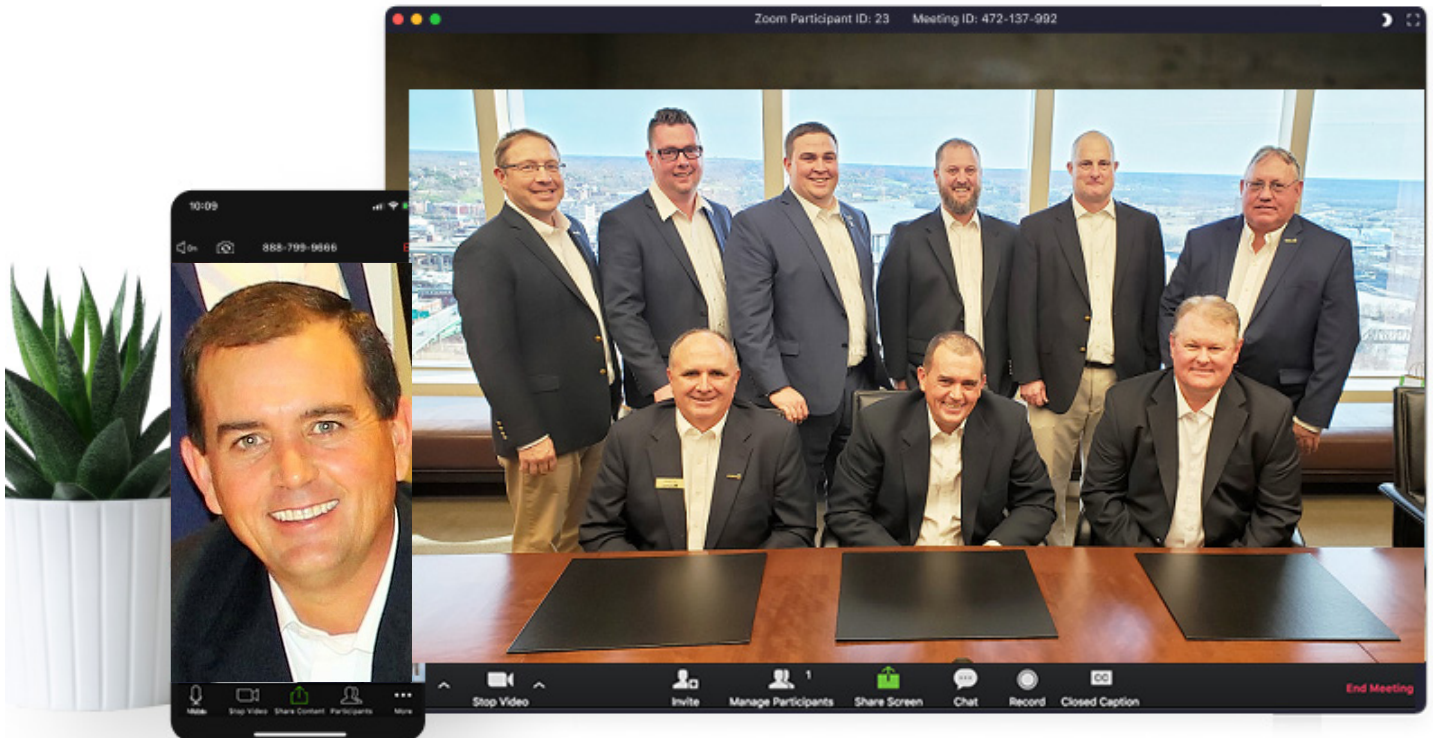 Zoom Participant ID: 23 Meeting ID: 472-137-992
10:09
888-799-9666
Stop Video
Invite
Manage Participants
1
Share Screen
Chat
Record
Closed Caption
End Meeting
Stop Video
Share Content
Participants
More
CC